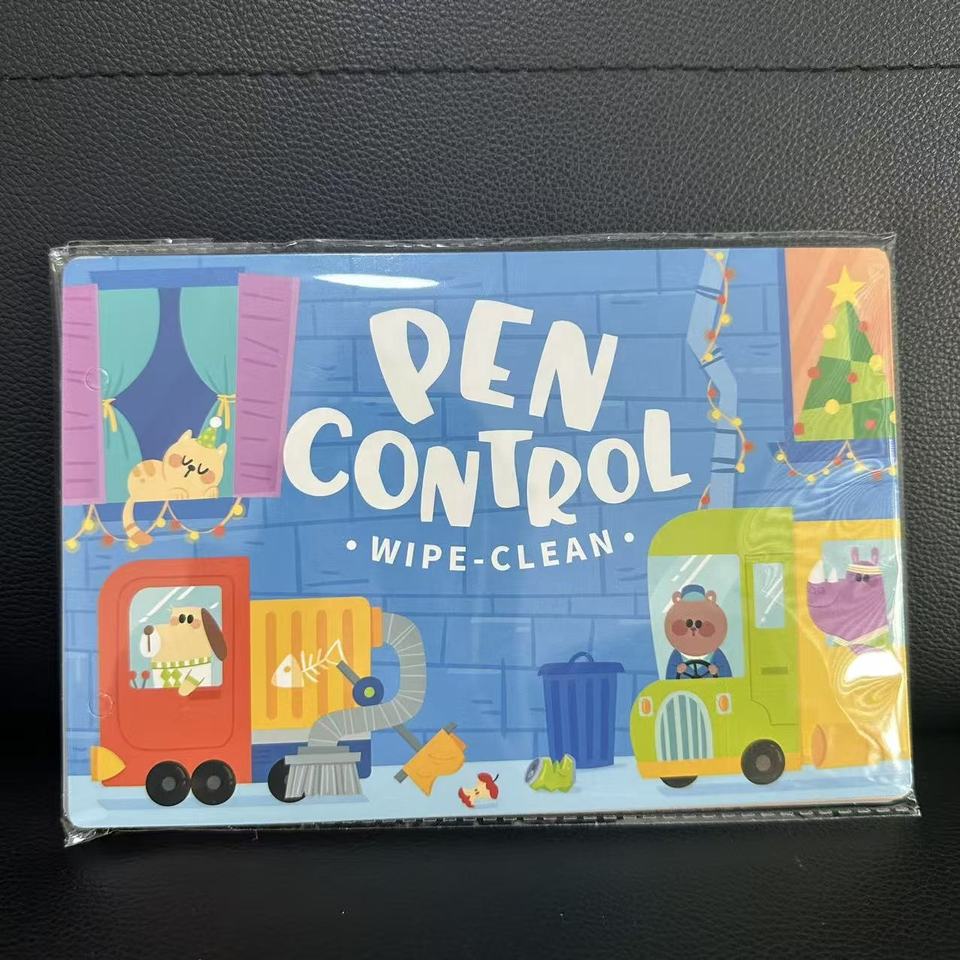 PEN
CONTROL
• WIPE-CLEAN •